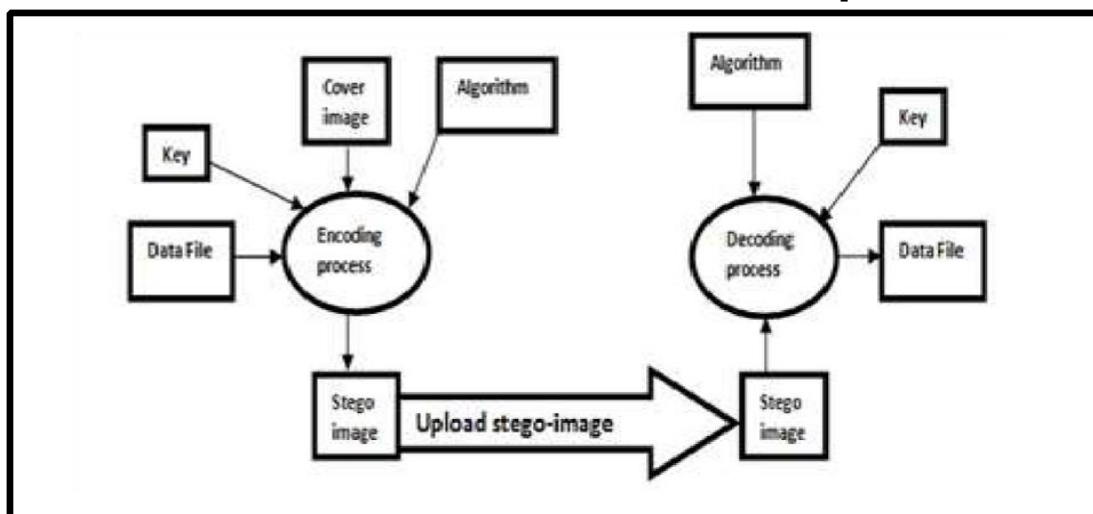 Cover
image
Algorithm
Key
Data File
Encoding
process
Stego
image
Upload stego-image
Algorithm
Key
Decoding
process
Data File
Stego
image